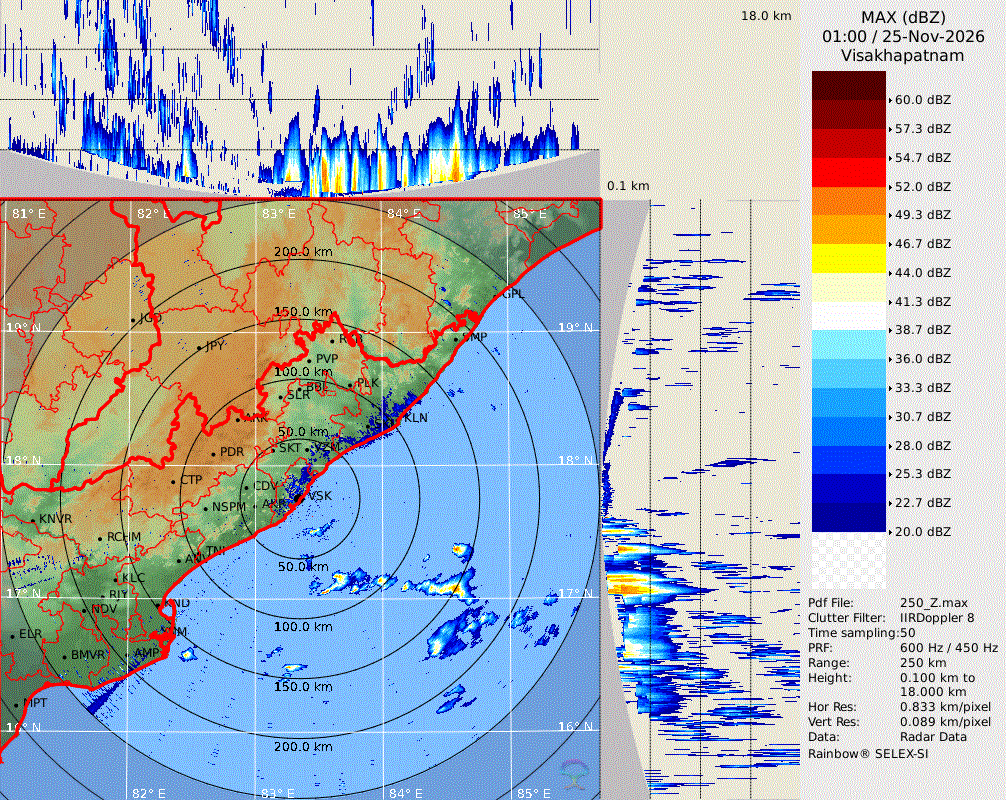 18.0 km
MAX (dBZ)
01:00 / 25-Nov-2026
Visakhapatnam
60.0 dBZ
57.3 dBZ
54.7 dBZ
52.0 dBZ
49.3 dBZ
46.7 dBZ
44.0 dBZ
41.3 dBZ
38.7 dBZ
36.0 dBZ
33.3 dBZ
30.7 dBZ
28.0 dBZ
25.3 dBZ
22.7 dBZ
20.0 dBZ
0.1 km
81° E
82° E
83° E
84° E
85° E
200.0 km
GPL
150.0 km
JGD
19° N
19° N
JPY
PVP
100.0 km
BBL
PLK
SLR
KLN
50.0 km
SKT
PDR
18° N
18° N
CTP
CDV
VSK
NSPM
KNVR
RCHM
TNI
50.0 km
KLC
RJY
17° N
17° N
KND
NDV
100.0 km
ELR
BMVR
AMP
150.0 km
MPT
16° N
16° N
200.0 km
82° E
83° E
84° E
85° E
Pdf File: 250_Z.max
Clutter Filter: IIRDoppler 8
Time sampling:50
PRF: 600 Hz / 450 Hz
Range: 250 km
Height: 0.100 km to
18.000 km
Hor Res: 0.833 km/pixel
Vert Res: 0.089 km/pixel
Data: Radar Data
Rainbow® SELEX-SI